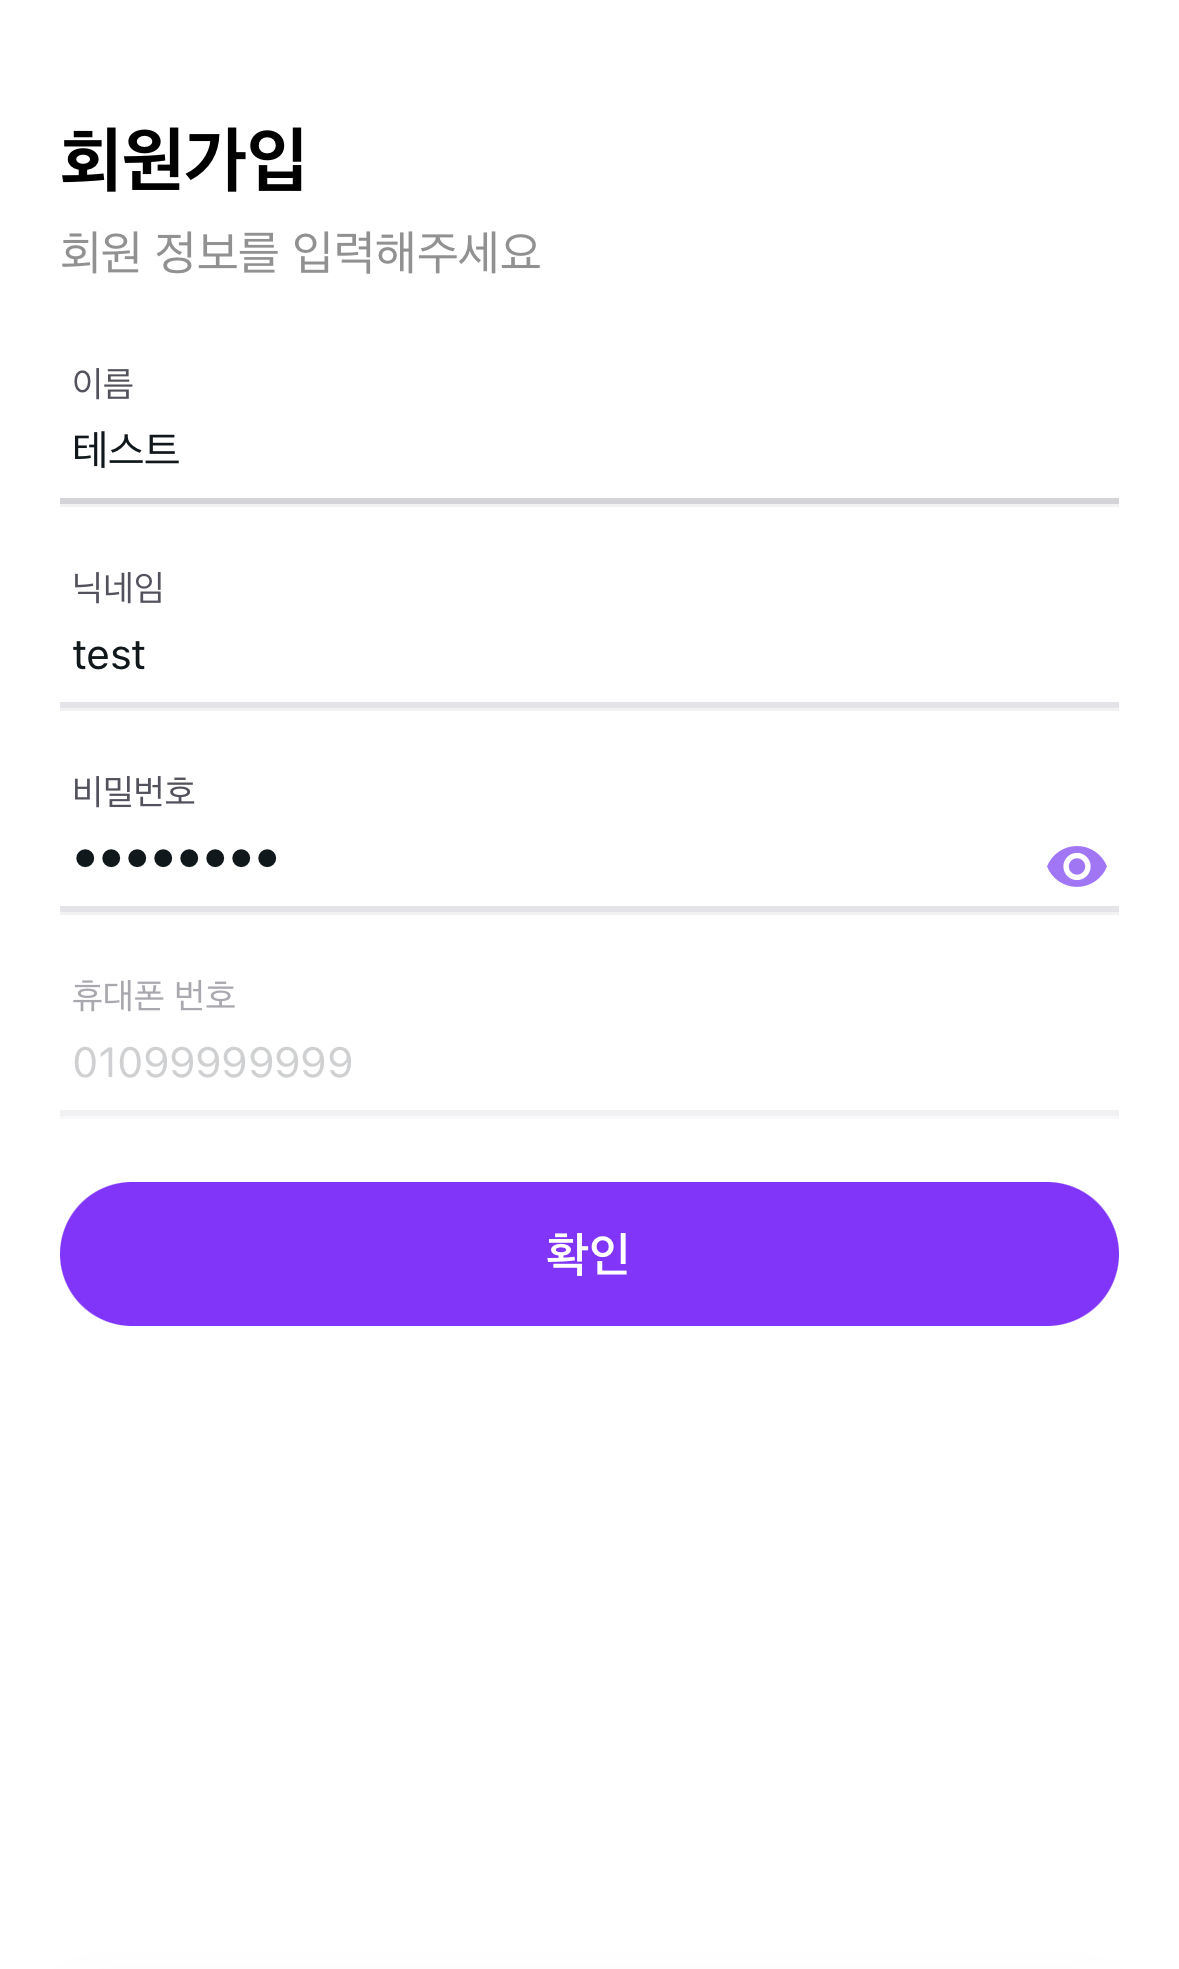 회원가입
회원 정보를 입력해주세요
이름
테스트
닉네임
test
비밀번호
••••••••
휴대폰 번호
01099999999
확인